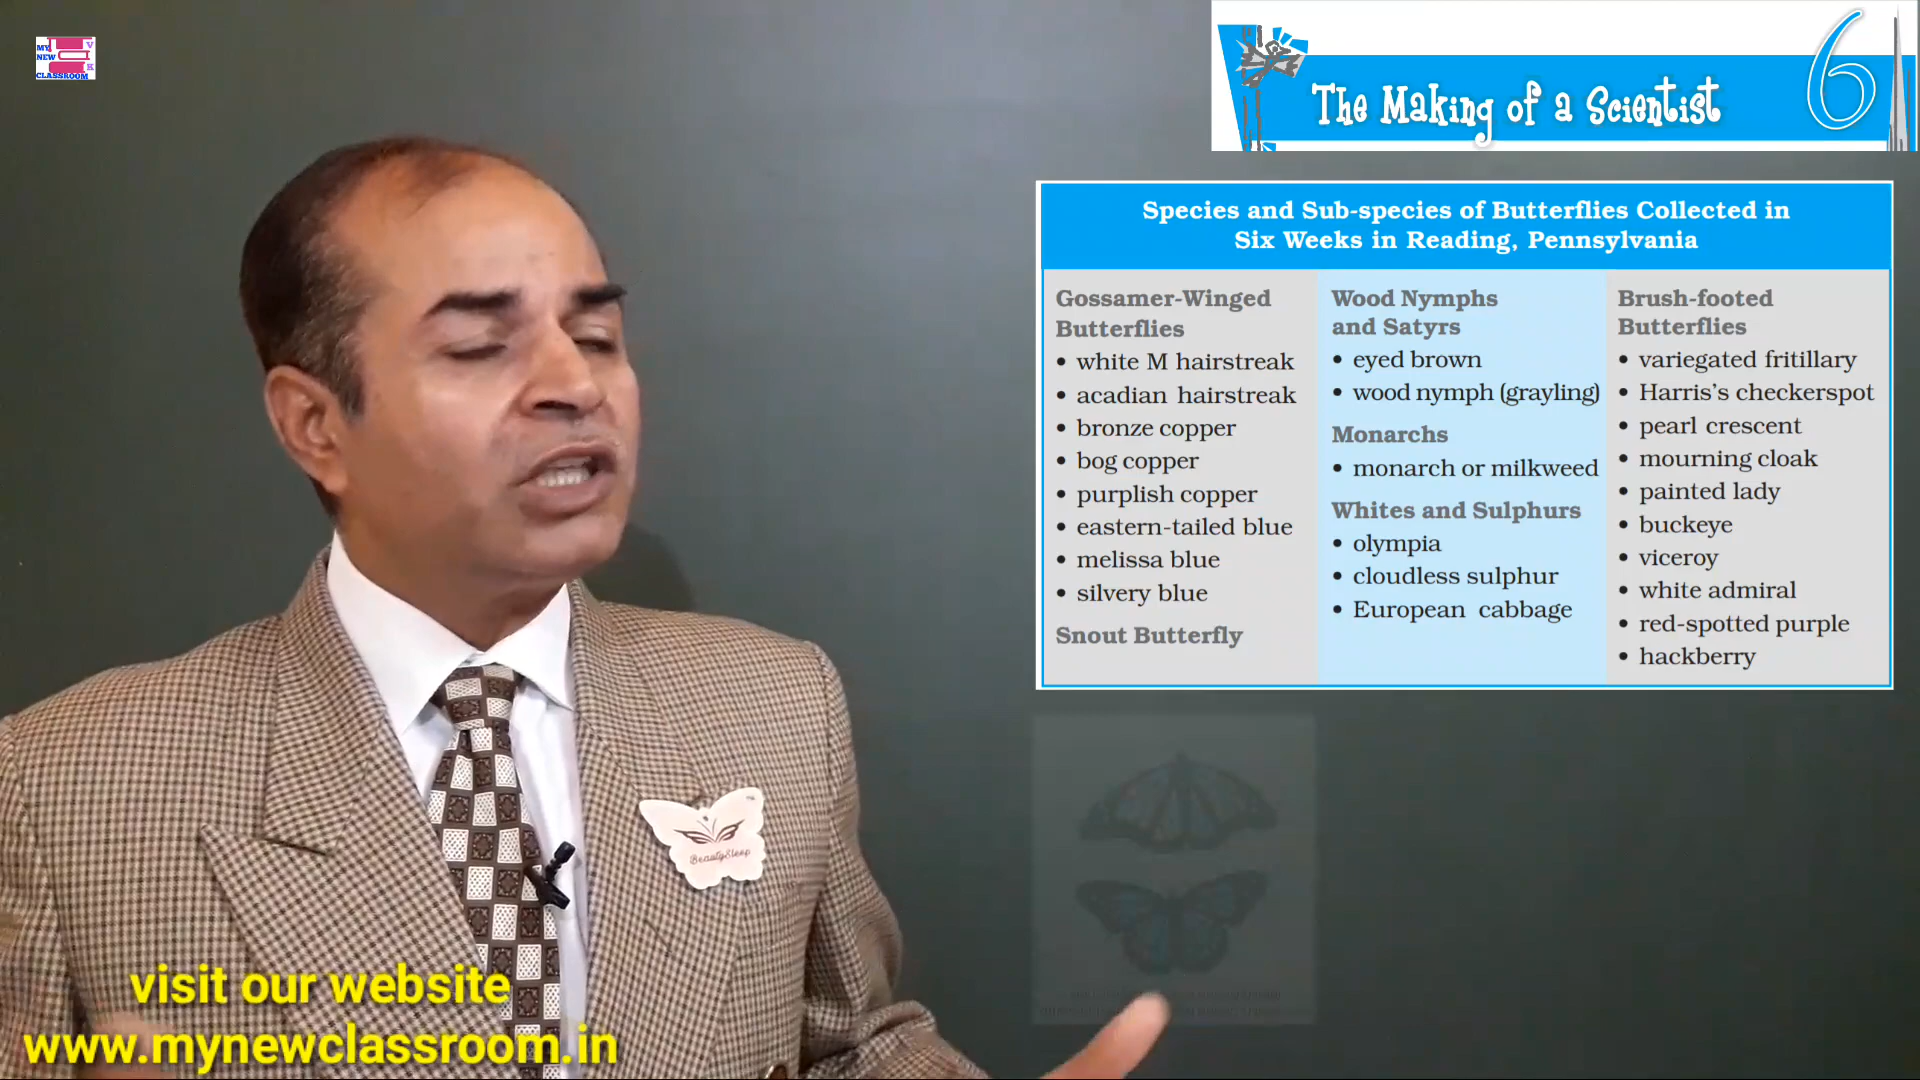 MY
NEW
CLASSROOM
V
K
The Making of a Scientist
6
Species and Sub-species of Butterflies Collected in
Six Weeks in Reading, Pennsylvania
Gossamer-Winged
Butterflies
• white M hairstreak
• acadian hairstreak
• bronze copper
• bog copper
• purplish copper
• eastern-tailed blue
• melissa blue
• silvery blue
Snout Butterfly
Wood Nymphs
and Satyrs
• eyed brown
• wood nymph (grayling)
Monarchs
• monarch or milkweed
Whites and Sulphurs
• olympia
• cloudless sulphur
• European cabbage
Brush-footed
Butterflies
• variegated fritillary
• Harris's checkerspot
• pearl crescent
• mourning cloak
• painted lady
• buckeye
• viceroy
• white admiral
• red-spotted purple
• hackberry
BeautySleep
visit our website
www.mynewclassroom.in